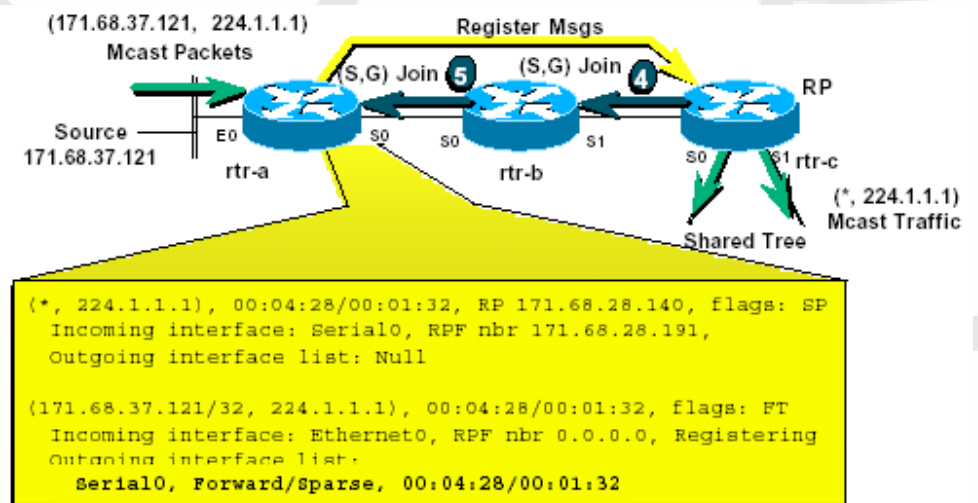 (171.68.37.121, 224.1.1.1)
Mcast Packets
Register Msgs
(S,G) Join 5
(S,G) Join 4
RP
Source
171.68.37.121
E0
S0
S0
S1
S0
S1
rtr-a
rtr-b
rtr-c
(*, 224.1.1.1)
Mcast Traffic
Shared Tree
(*, 224.1.1.1), 00:04:28/00:01:32, RP 171.68.28.140, flags: SP
Incoming interface: Serial0, RPF nbr 171.68.28.191,
Outgoing interface list: Null
(171.68.37.121/32, 224.1.1.1), 00:04:28/00:01:32, flags: FT
Incoming interface: Ethernet0, RPF nbr 0.0.0.0, Registering
Outgoing interface list:
Serial0, Forward/Sparse, 00:04:28/00:01:32